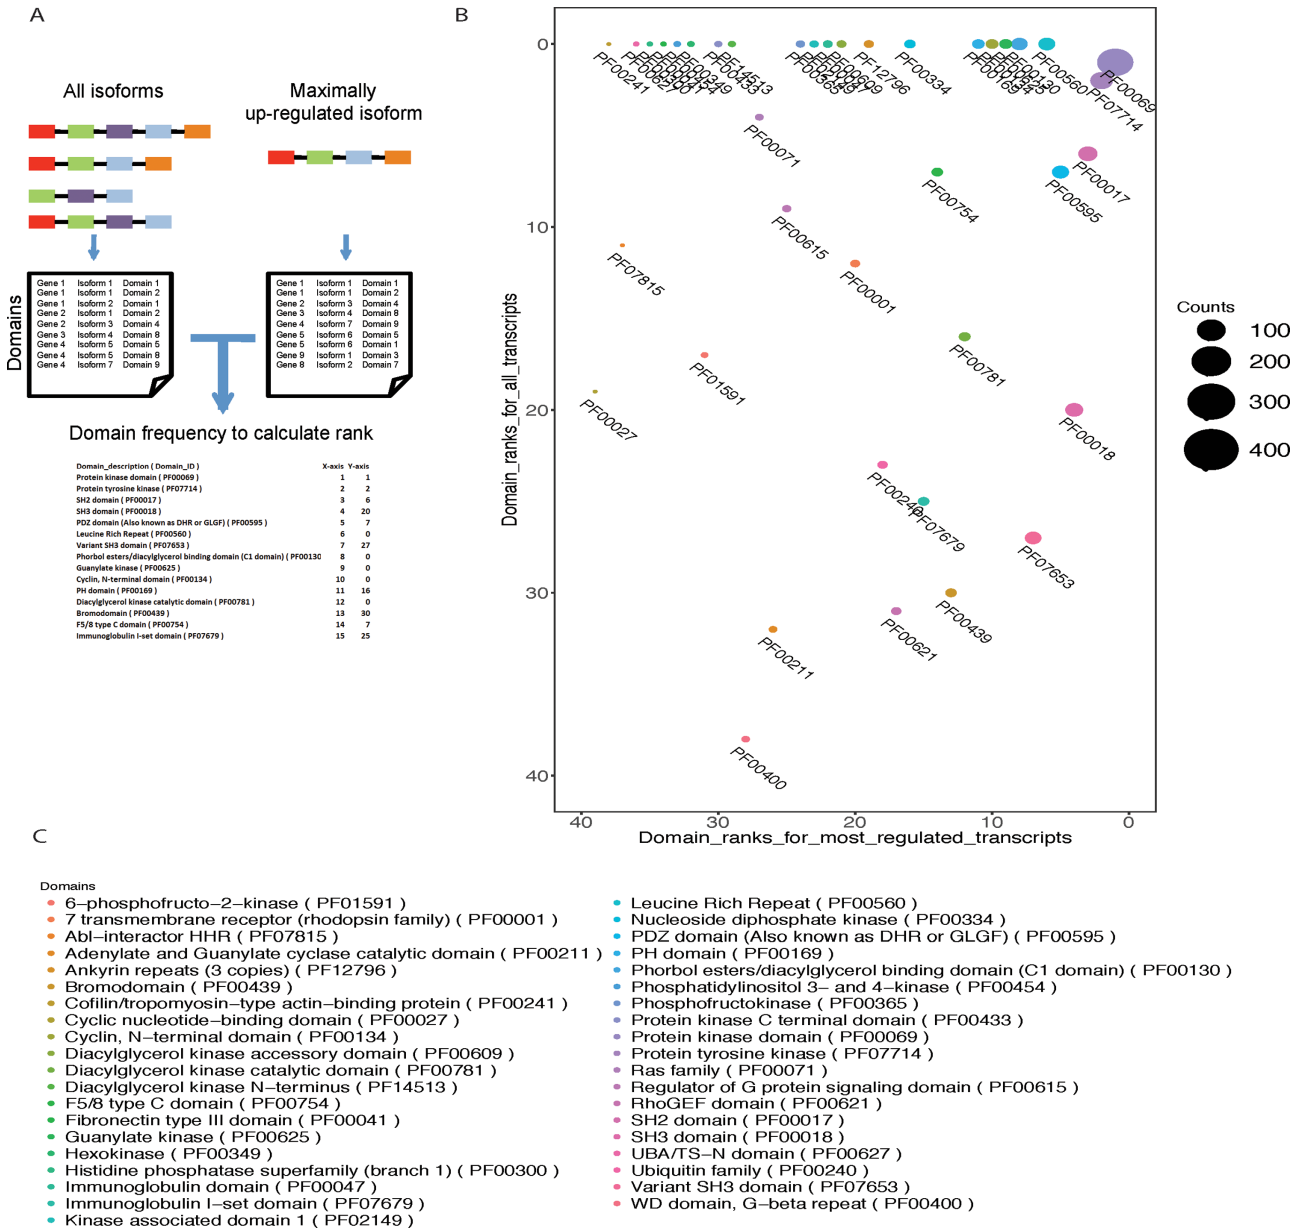 A
All isoforms
Maximally
up-regulated isoform
Domains
Gene 1 Isoform 1 Domain 1
Gene 1 Isoform 1 Domain 2
Gene 1 Isoform 2 Domain 1
Gene 2 Isoform 1 Domain 2
Gene 2 Isoform 3 Domain 4
Gene 3 Isoform 4 Domain 8
Gene 4 Isoform 5 Domain 5
Gene 4 Isoform 5 Domain 8
Gene 4 Isoform 7 Domain 9
Gene 1 Isoform 1 Domain 1
Gene 1 Isoform 1 Domain 2
Gene 2 Isoform 3 Domain 4
Gene 3 Isoform 4 Domain 8
Gene 4 Isoform 7 Domain 9
Gene 5 Isoform 6 Domain 5
Gene 5 Isoform 6 Domain 1
Gene 9 Isoform 1 Domain 3
Gene 8 Isoform 2 Domain 7
Domain frequency to calculate rank
Domain_description ( Domain_ID ) X-axis Y-axis
Protein kinase domain ( PF00069 ) 1 1
Protein tyrosine kinase ( PF07714 ) 2 2
SH2 domain ( PF00017 ) 3 6
SH3 domain ( PF00018 ) 4 20
PDZ domain (Also known as DHR or GLGF) ( PF00595 ) 5 7
Leucine Rich Repeat ( PF00560 ) 6 0
Variant SH3 domain ( PF07653 ) 7 27
Phorbol esters/diacylglycerol binding domain (C1 domain) ( PF00130 8 0
Guanylate kinase ( PF00625 ) 9 0
Cyclin, N-terminal domain ( PF00134 ) 10 0
PH domain ( PF00169 ) 11 16
Diacylglycerol kinase catalytic domain ( PF00781 ) 12 0
Bromodomain ( PF00439 ) 13 30
F5/8 type C domain ( PF00754 ) 14 7
Immunoglobulin I-set domain ( PF07679 ) 15 25
B
Domain_ranks_for_all_transcripts
0
10
20
30
40
PF00241
PF00349
PF00433
PF14513
PF00365
PF00609
PF12796
PF00334
PF00169
PF00130
PF00560
PF00069
PF07714
PF00071
PF00017
PF00754
PF00595
PF00615
PF07815
PF00001
PF00781
PF01591
PF00027
PF00018
PF00240
PF07679
PF07653
PF00439
PF00621
PF00211
PF00400
40 30 20 10 0
Domain_ranks_for_most_regulated_transcripts
Counts
100
200
300
400
C
Domains
6−phosphofructo−2−kinase ( PF01591 )
7 transmembrane receptor (rhodopsin family) ( PF00001 )
Abl−interactor HHR ( PF07815 )
Adenylate and Guanylate cyclase catalytic domain ( PF00211 )
Ankyrin repeats (3 copies) ( PF12796 )
Bromodomain ( PF00439 )
Cofilin/tropomyosin−type actin−binding protein ( PF00241 )
Cyclic nucleotide−binding domain ( PF00027 )
Cyclin, N−terminal domain ( PF00134 )
Diacylglycerol kinase accessory domain ( PF00609 )
Diacylglycerol kinase catalytic domain ( PF00781 )
Diacylglycerol kinase N−terminus ( PF14513 )
F5/8 type C domain ( PF00754 )
Fibronectin type III domain ( PF00041 )
Guanylate kinase ( PF00625 )
Hexokinase ( PF00349 )
Histidine phosphatase superfamily (branch 1) ( PF00300 )
Immunoglobulin domain ( PF00047 )
Immunoglobulin I−set domain ( PF07679 )
Kinase associated domain 1 ( PF02149 )
Leucine Rich Repeat ( PF00560 )
Nucleoside diphosphate kinase ( PF00334 )
PDZ domain (Also known as DHR or GLGF) ( PF00595 )
PH domain ( PF00169 )
Phorbol esters/diacylglycerol binding domain (C1 domain) ( PF00130 )
Phosphatidylinositol 3− and 4−kinase ( PF00454 )
Phosphofructokinase ( PF00365 )
Protein kinase C terminal domain ( PF00433 )
Protein kinase domain ( PF00069 )
Protein tyrosine kinase ( PF07714 )
Ras family ( PF00071 )
Regulator of G protein signaling domain ( PF00615 )
RhoGEF domain ( PF00621 )
SH2 domain ( PF00017 )
SH3 domain ( PF00018 )
UBA/TS−N domain ( PF00627 )
Ubiquitin family ( PF00240 )
Variant SH3 domain ( PF07653 )
WD domain, G−beta repeat ( PF00400 )